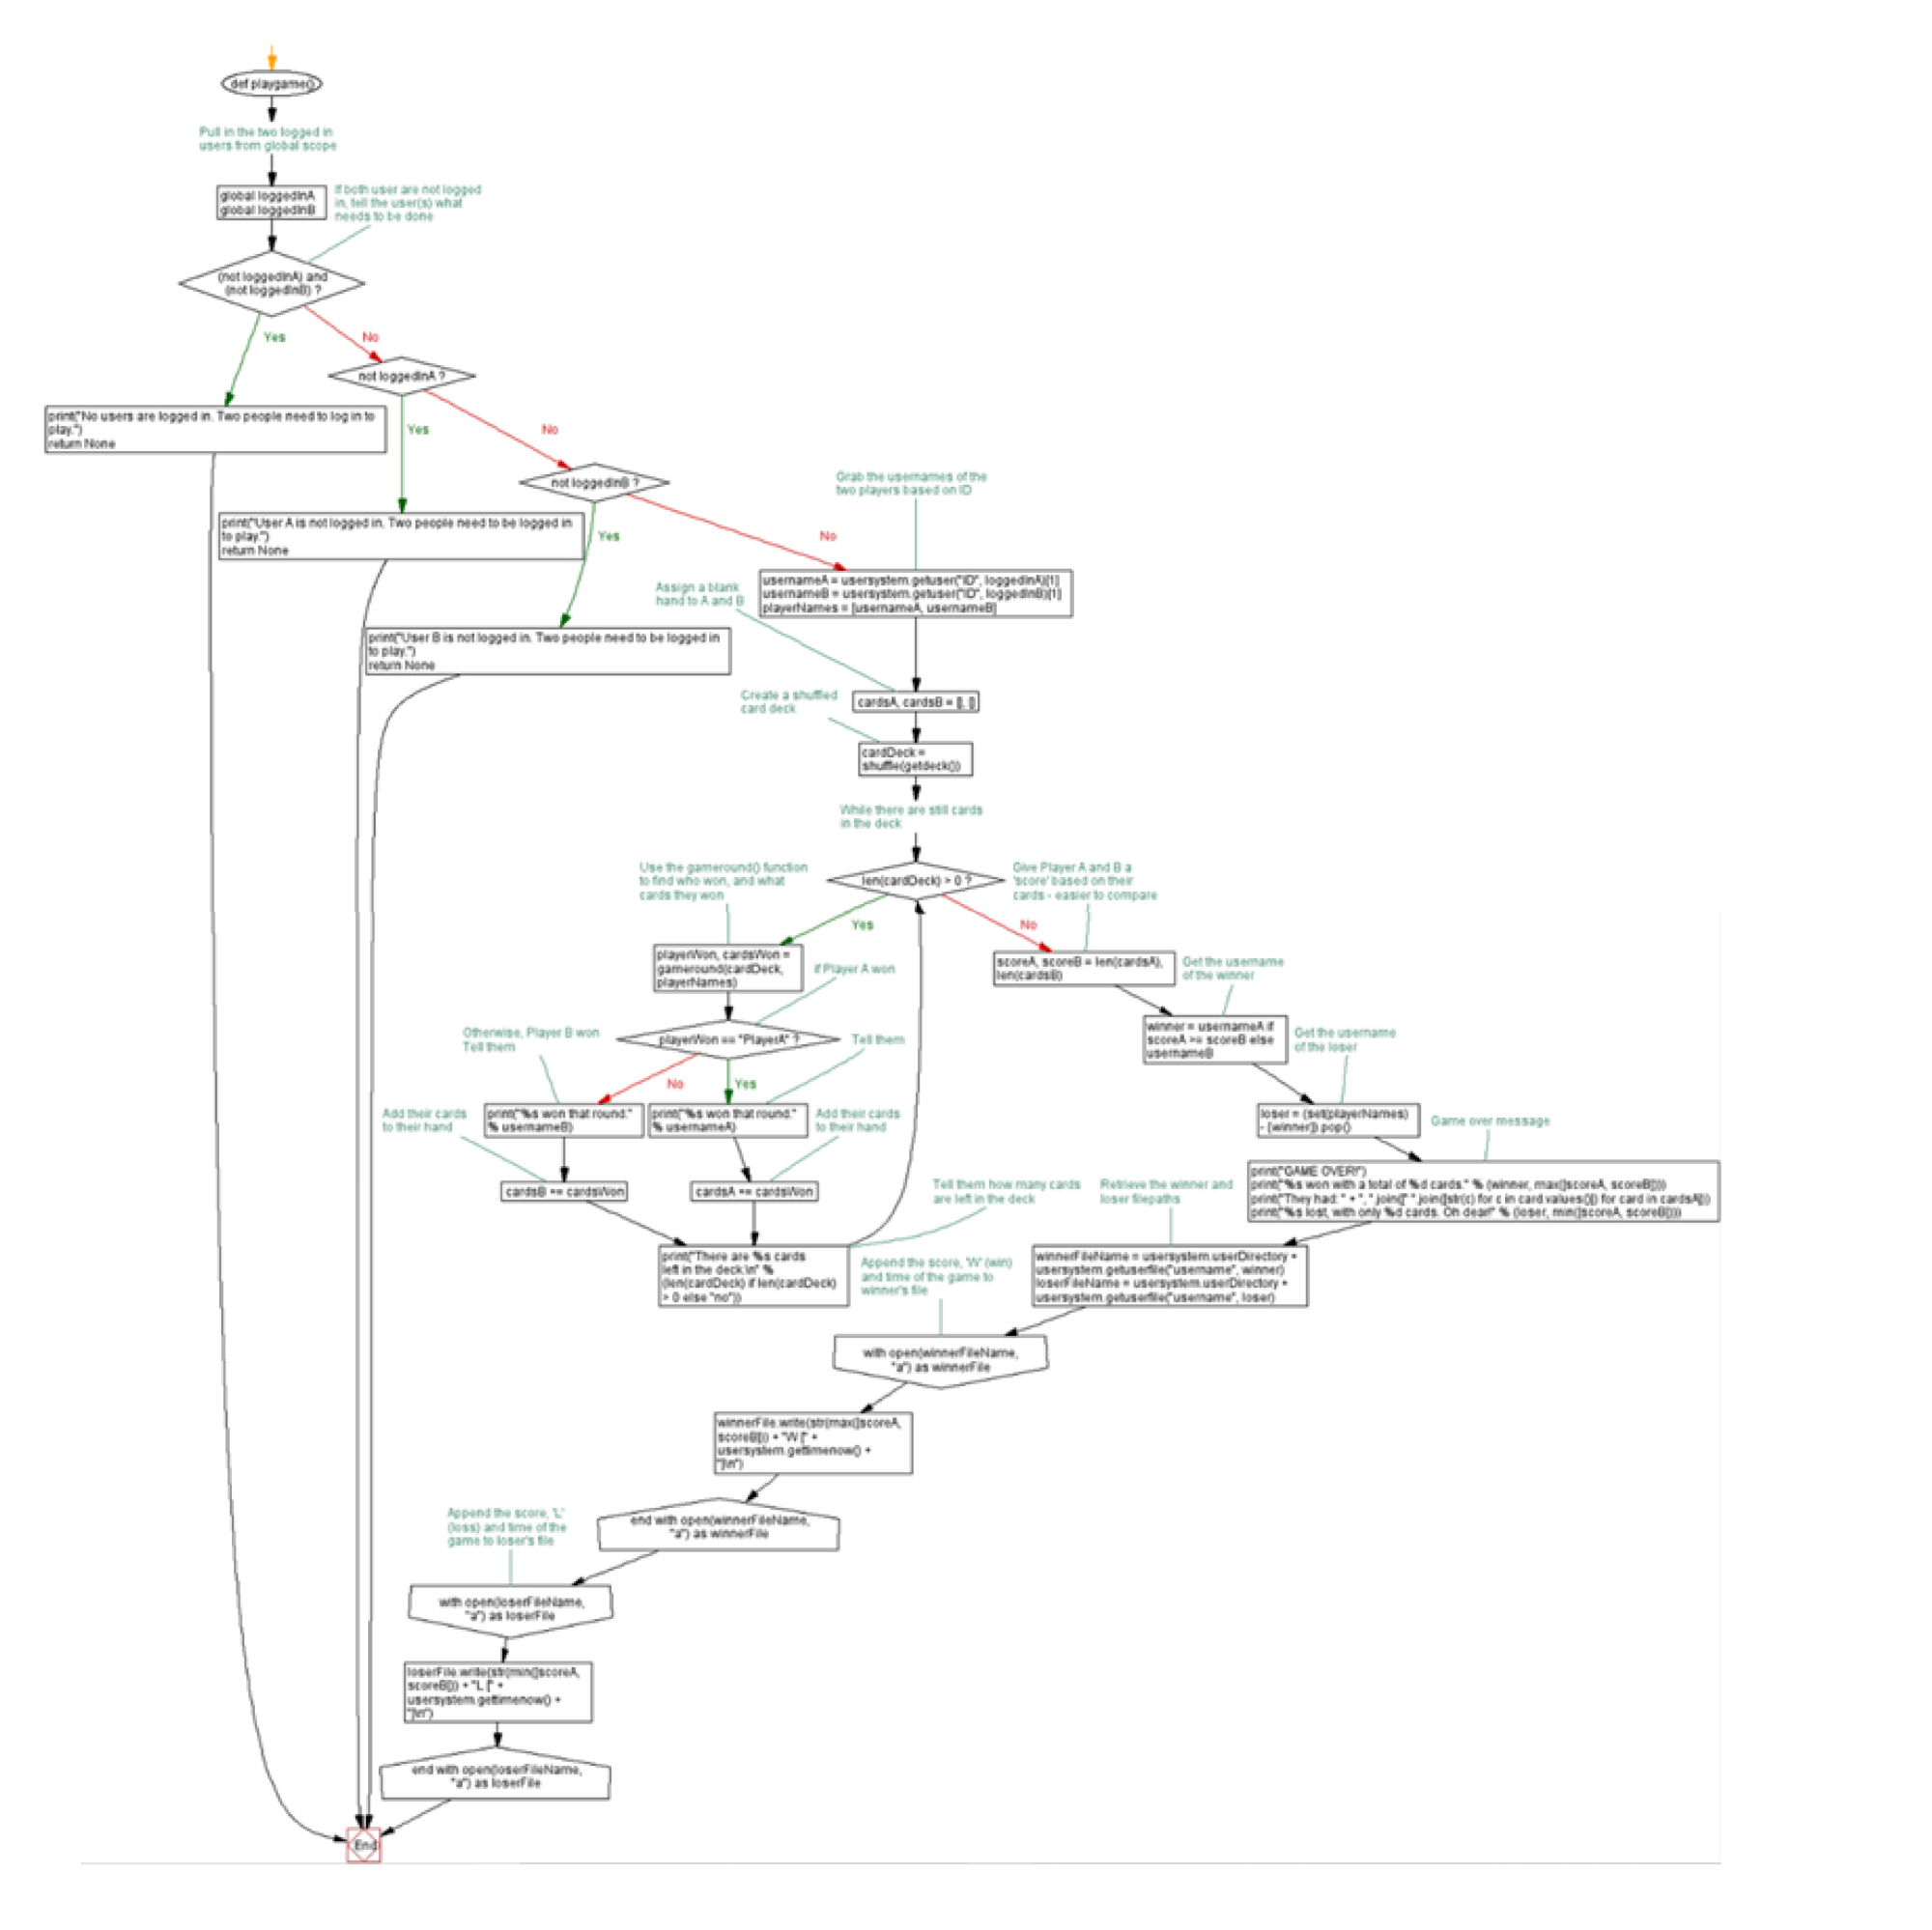 def playgame()
Pull in the two logged in
users from global scope
global loggedInA
global loggedInB
If both user are not logged
in, tell the user(s) what
needs to be done
(not loggedInA) and
(not loggedInB) ?
Yes
No
not loggedInA ?
print("No users are logged in. Two people need to log in to
play.")
return None
Yes
No
not loggedInB ?
print("User A is not logged in. Two people need to be logged in
to play.")
return None
Yes
No
Grab the usernames of the
two players based on ID
print("User B is not logged in. Two people need to be logged in
to play.")
return None
usernameA = usersystem.getuser("ID", loggedInA)[1]
usernameB = usersystem.getuser("ID", loggedInB)[1]
playerNames = [usernameA, usernameB]
Assign a blank
hand to A and B
cardsA, cardsB = [], []
Create a shuffled
card deck
cardDeck =
shuffle(getdeck())
While there are still cards
in the deck
len(cardDeck) > 0 ?
Use the gameround() function
to find who won, and what
cards they won
Give Player A and B a
'score' based on their
cards - easier to compare
Yes
No
playerWon, cardsWon =
gameround(cardDeck,
playerNames)
if Player A won
playerWon == "PlayerA" ?
Otherwise, Player B won
Tell them
Tell them
No
Yes
print("%s won that round."
% usernameB)
print("%s won that round."
% usernameA)
Add their cards
to their hand
Add their cards
to their hand
cardsB += cardsWon
cardsA += cardsWon
Tell them how many cards
are left in the deck
print("There are %s cards
left in the deck.\n" %
(len(cardDeck) if len(cardDeck)
> 0 else "no"))
scoreA, scoreB = len(cardsA),
len(cardsB)
Get the username
of the winner
winner = usernameA if
scoreA >= scoreB else
usernameB
Get the username
of the loser
loser = (set(playerNames)
- {winner}).pop()
Game over message
print("GAME OVER!")
print("%s won with a total of %d cards." % (winner, max([scoreA, scoreB])))
print("They had: " + ", ".join([" ".join([str(c) for c in card.values()]) for card in cardsA]))
print("%s lost, with only %d cards. Oh dear!" % (loser, min([scoreA, scoreB])))
Retrieve the winner and
loser filepaths
winnerFileName = usersystem.userDirectory +
usersystem.getuserfile("username", winner)
loserFileName = usersystem.userDirectory +
usersystem.getuserfile("username", loser)
Append the score, 'W' (win)
and time of the game to
winner's file
with open(winnerFileName,
"a") as winnerFile
winnerFile.write(str(max([scoreA,
scoreB])) + "W [" +
usersystem.gettimenow() +
"]\n")
end with open(winnerFileName,
"a") as winnerFile
Append the score, 'L'
(loss) and time of the
game to loser's file
with open(loserFileName,
"a") as loserFile
loserFile.write(str(min([scoreA,
scoreB])) + "L [" +
usersystem.gettimenow() +
"]\n")
end with open(loserFileName,
"a") as loserFile
End